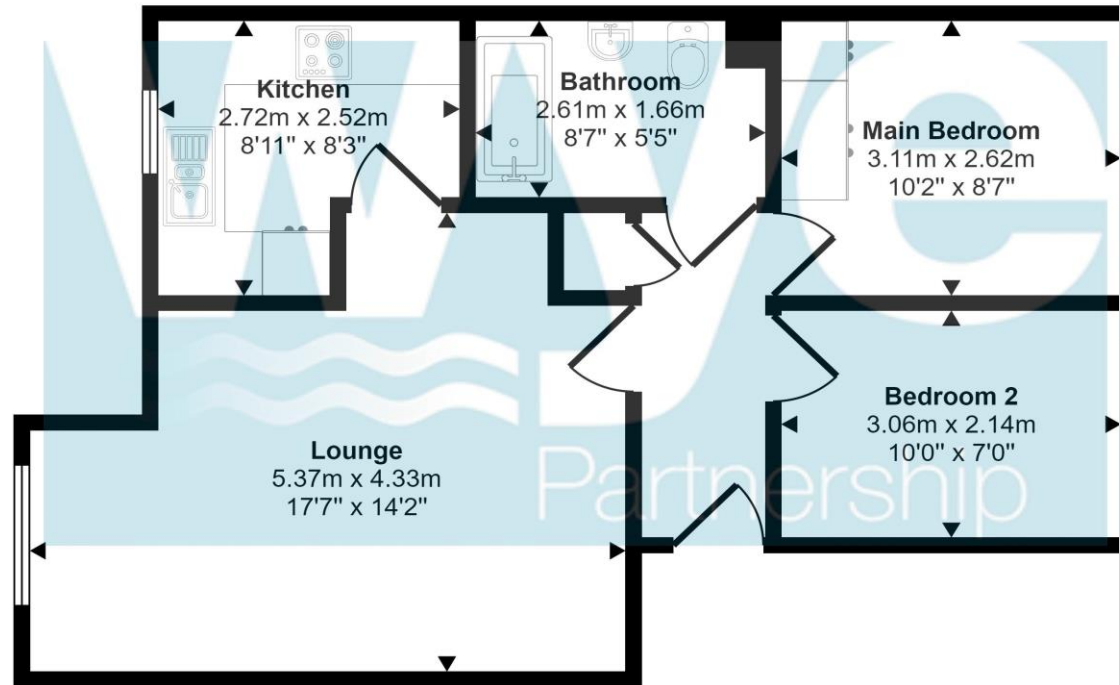 Kitchen
2.72m x 2.52m
8'11" x 8'3"
Bathroom
2.61m x 1.66m
8'7" x 5'5"
Main Bedroom
3.11m x 2.62m
10'2" x 8'7"
Lounge
5.37m x 4.33m
17'7" x 14'2"
Bedroom 2
3.06m x 2.14m
10'0" x 7'0"
wye
Partnership